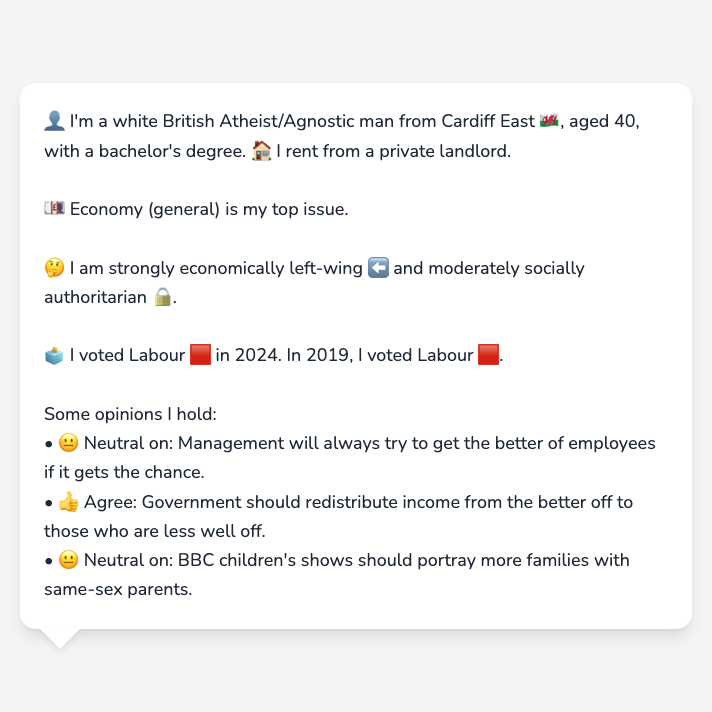 👤 I'm a white British Atheist/Agnostic man from Cardiff East 🏴󠁧󠁢󠁷󠁬󠁳󠁿, aged 40,
with a bachelor's degree. 🏠 I rent from a private landlord.
💷 Economy (general) is my top issue.
🤔 I am strongly economically left-wing ⬅️ and moderately socially
authoritarian 🔒.
🗳️ I voted Labour 🟥 in 2024. In 2019, I voted Labour 🟥.
Some opinions I hold:
• 😐 Neutral on: Management will always try to get the better of employees
if it gets the chance.
• 👍 Agree: Government should redistribute income from the better off to
those who are less well off.
• 😐 Neutral on: BBC children's shows should portray more families with
same-sex parents.